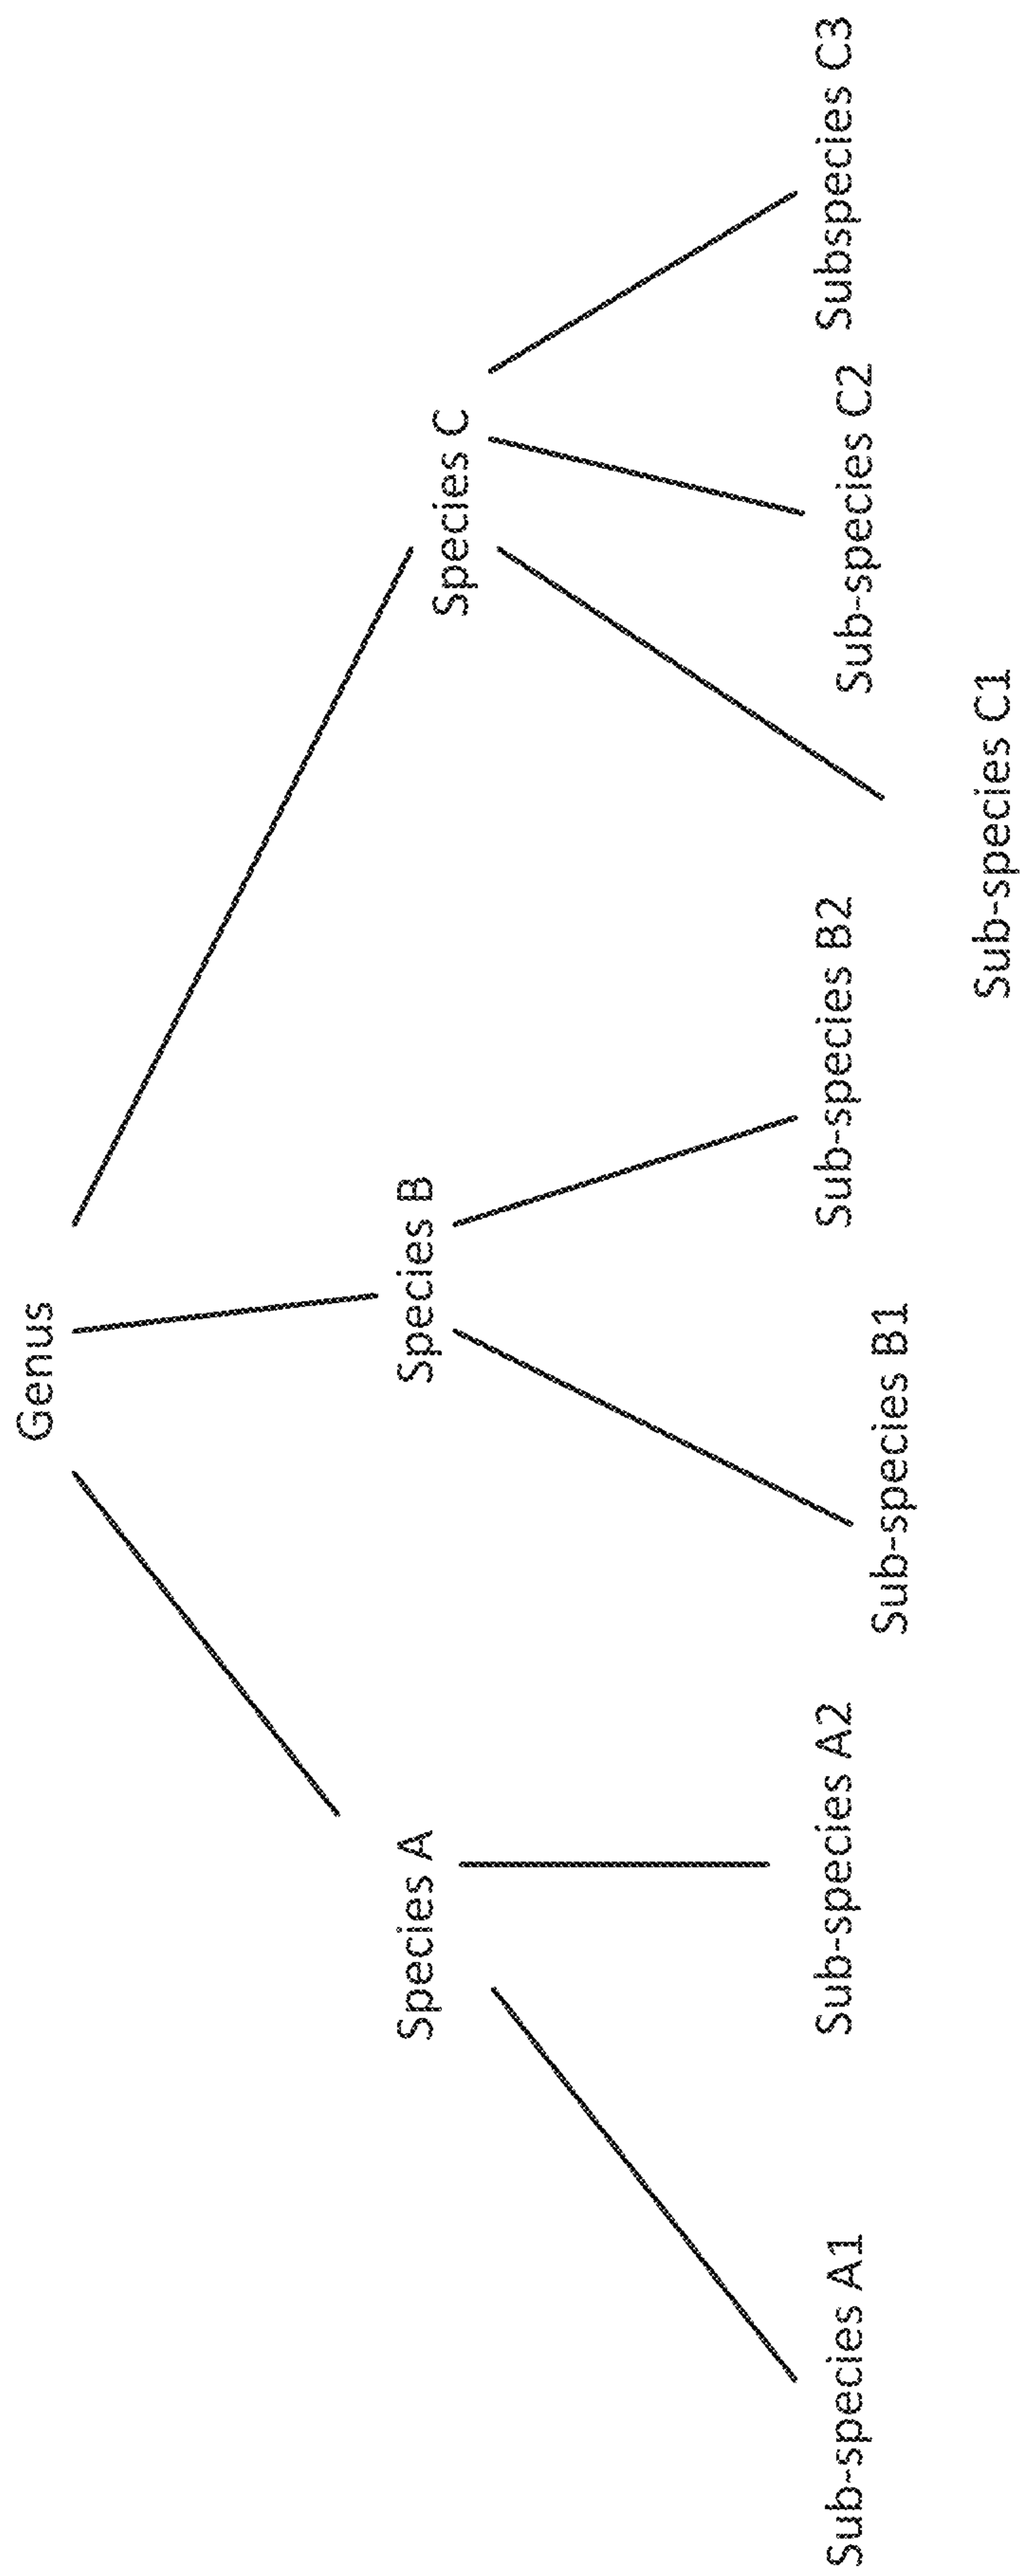 Genus
Species A
Species B
Species C
Sub-species A1
Sub-species A2
Sub-species B1
Sub-species B2
Sub-species C1
Sub-species C2
Subspecies C3